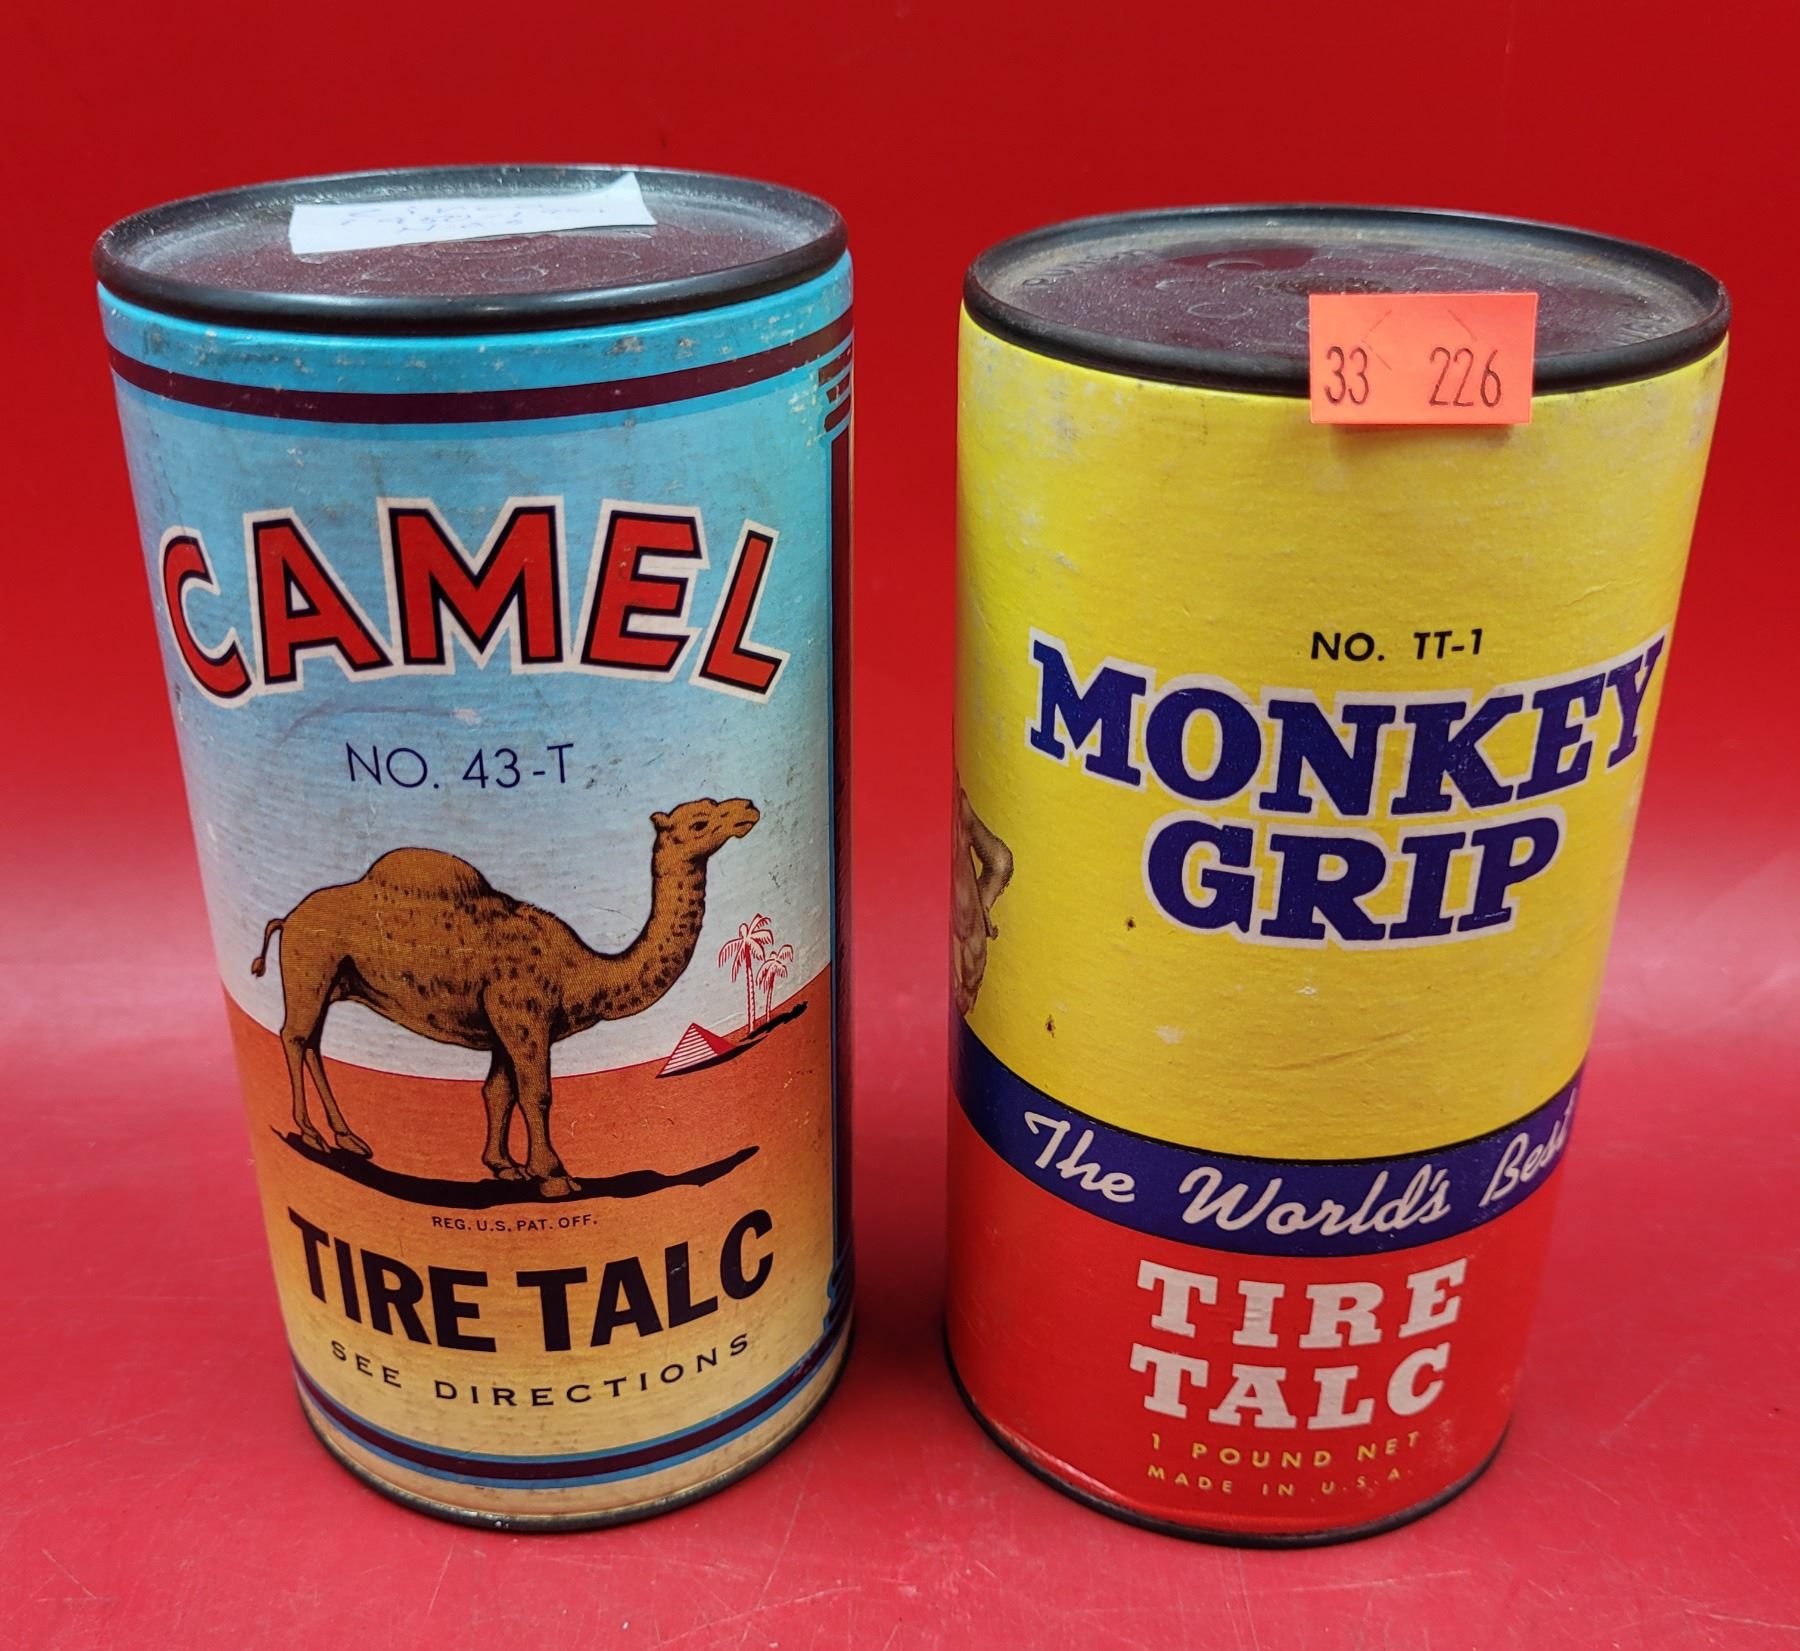 CAMEL
NO. 43-T
REG. U.S. PAT. OFF.
TIRE TALC
SEE DIRECTIONS
33 226
NO. TT-1
MONKEY
GRIP
The World's Best
TIRE
TALC
1 POUND NET
MADE IN U.S.A.